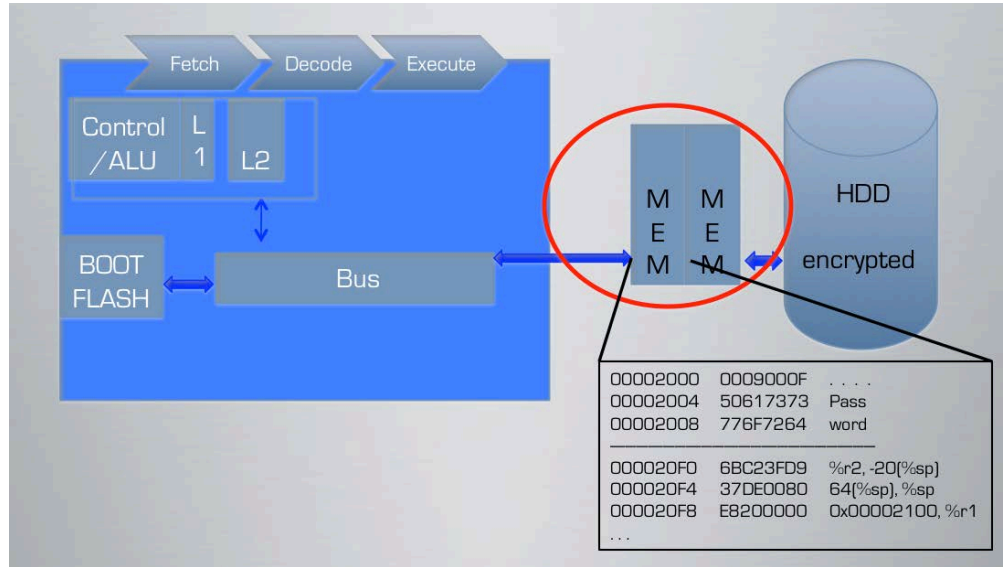 Fetch Decode Execute
Control
/ALU
L
1
L2
BOOT
FLASH
Bus
M
E
M
M
E
M
HDD
encrypted
00002000 0009000F . . . .
00002004 50617373 Pass
00002008 776F7264 word
000020F0 6BC23FD9 %r2, -20(%sp)
000020F4 37DE0080 64(%sp), %sp
000020F8 E8200000 0x00002100, %r1
. . .